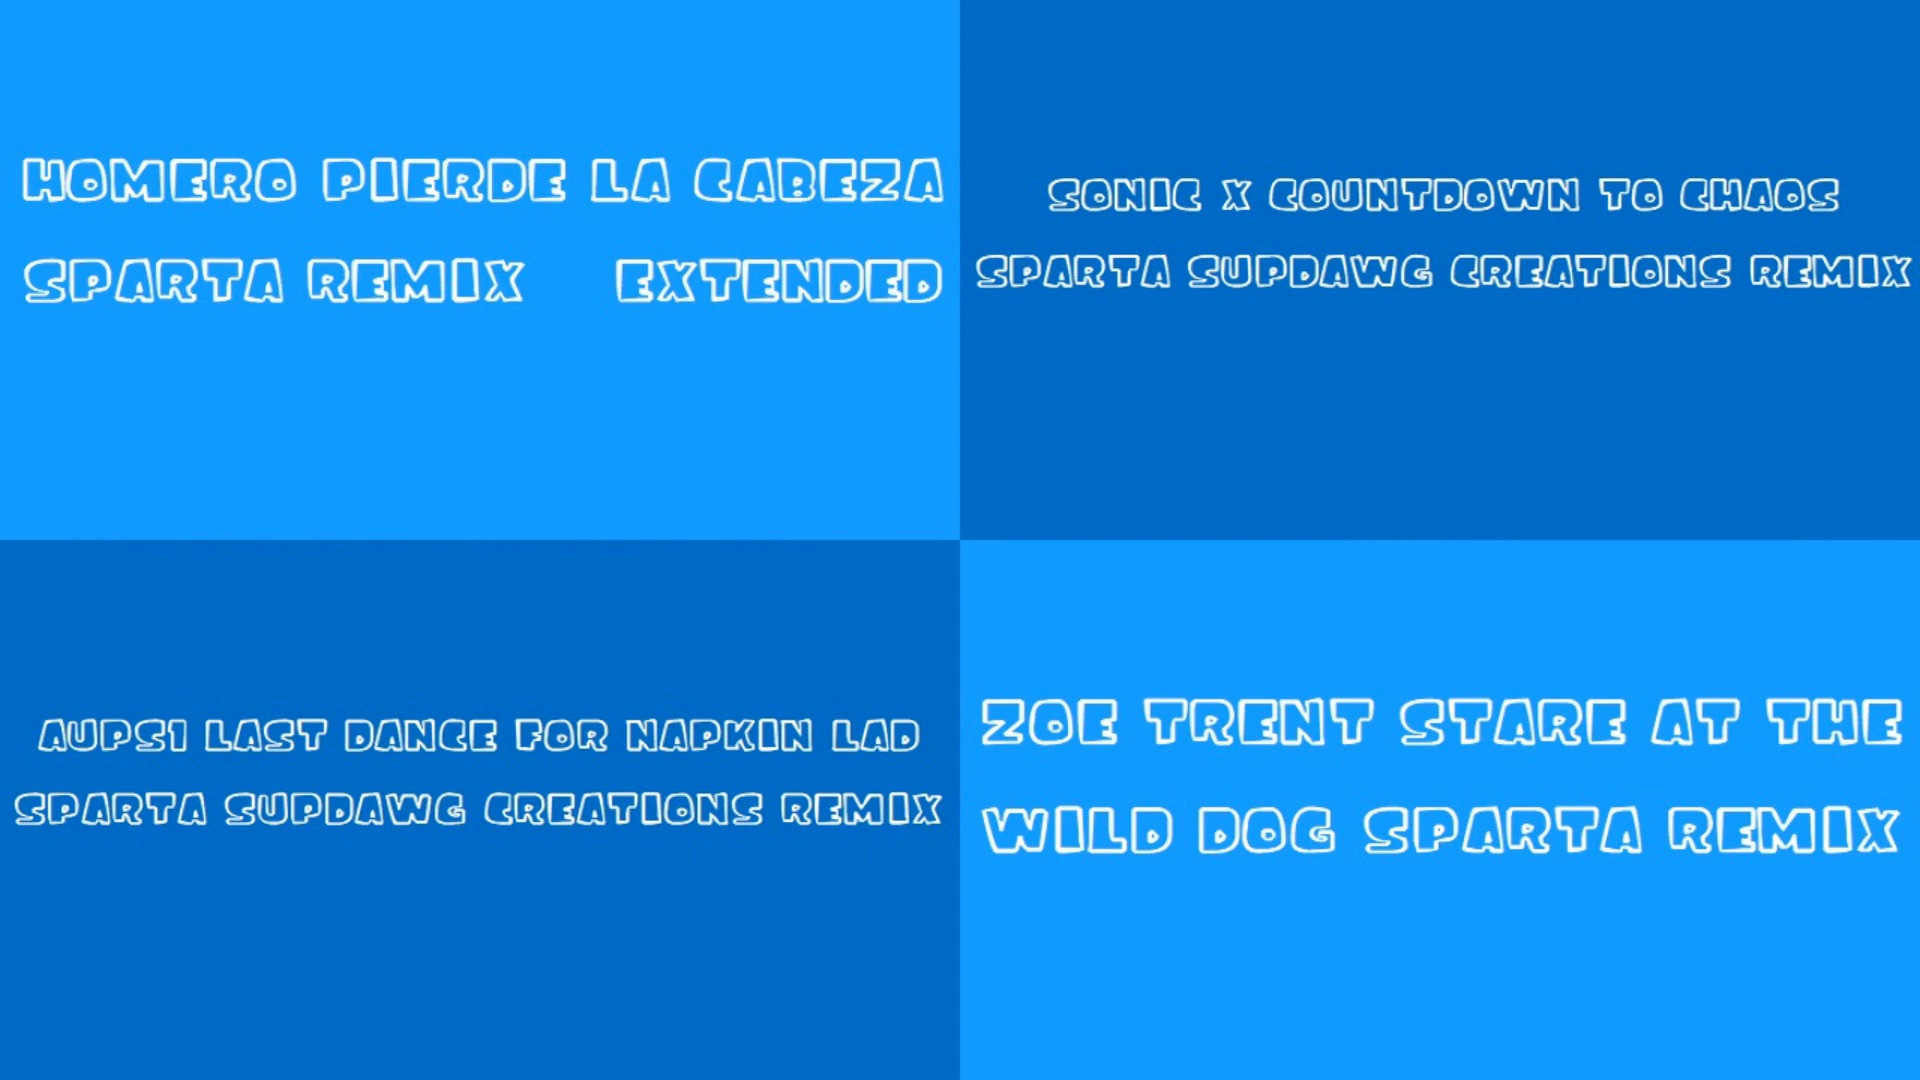 HOMERO PIERDE LA CABEZA
SPARTA REMIX EXTENDED
SONIC X COUNTDOWN TO CHAOS
SPARTA SUPDAWG CREATIONS REMIX
AUPS1 LAST DANCE FOR NAPKIN LAD
SPARTA SUPDAWG CREATIONS REMIX
ZOE TRENT STARE AT THE
WILD DOG SPARTA REMIX